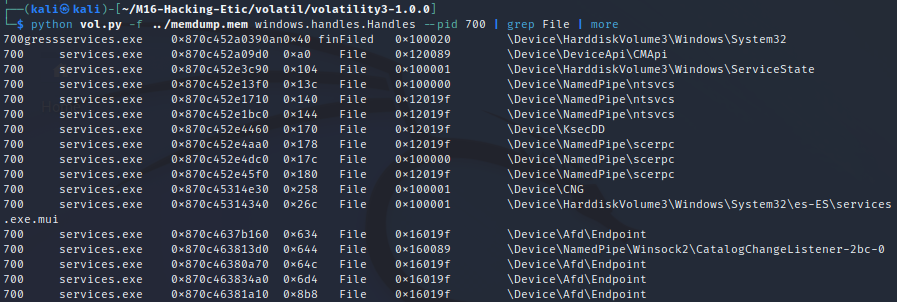 ┌──(kali㉿kali)-[~/M16-Hacking-Etic/volatil/volatility3-1.0.0]
└─$ python vol.py -f ../memdump.mem windows.handles.Handles --pid 700 | grep File | more
700gressservices.exe 0×870c452a0390an0×40 finFiled 0×100020 \Device\HarddiskVolume3\Windows\System32
700 services.exe 0×870c452a09d0 0×a0 File 0×120089 \Device\DeviceApi\CMApi
700 services.exe 0×870c452e3c90 0×104 File 0×100001 \Device\HarddiskVolume3\Windows\ServiceState
700 services.exe 0×870c452e13f0 0×13c File 0×100000 \Device\NamedPipe\ntsvcs
700 services.exe 0×870c452e1710 0×140 File 0×12019f \Device\NamedPipe\ntsvcs
700 services.exe 0×870c452e1bc0 0×144 File 0×12019f \Device\NamedPipe\ntsvcs
700 services.exe 0×870c452e4460 0×170 File 0×12019f \Device\KsecDD
700 services.exe 0×870c452e4aa0 0×178 File 0×12019f \Device\NamedPipe\scerpc
700 services.exe 0×870c452e4dc0 0×17c File 0×100000 \Device\NamedPipe\scerpc
700 services.exe 0×870c452e45f0 0×180 File 0×12019f \Device\NamedPipe\scerpc
700 services.exe 0×870c45314e30 0×258 File 0×100001 \Device\CNG
700 services.exe 0×870c45314340 0×26c File 0×100001 \Device\HarddiskVolume3\Windows\System32\es-ES\services
.exe.mui
700 services.exe 0×870c4637b160 0×634 File 0×16019f \Device\Afd\Endpoint
700 services.exe 0×870c463813d0 0×644 File 0×160089 \Device\NamedPipe\Winsock2\CatalogChangeListener-2bc-0
700 services.exe 0×870c46380a70 0×64c File 0×16019f \Device\Afd\Endpoint
700 services.exe 0×870c463834a0 0×6d4 File 0×16019f \Device\Afd\Endpoint
700 services.exe 0×870c46381a10 0×8b8 File 0×16019f \Device\Afd\Endpoint